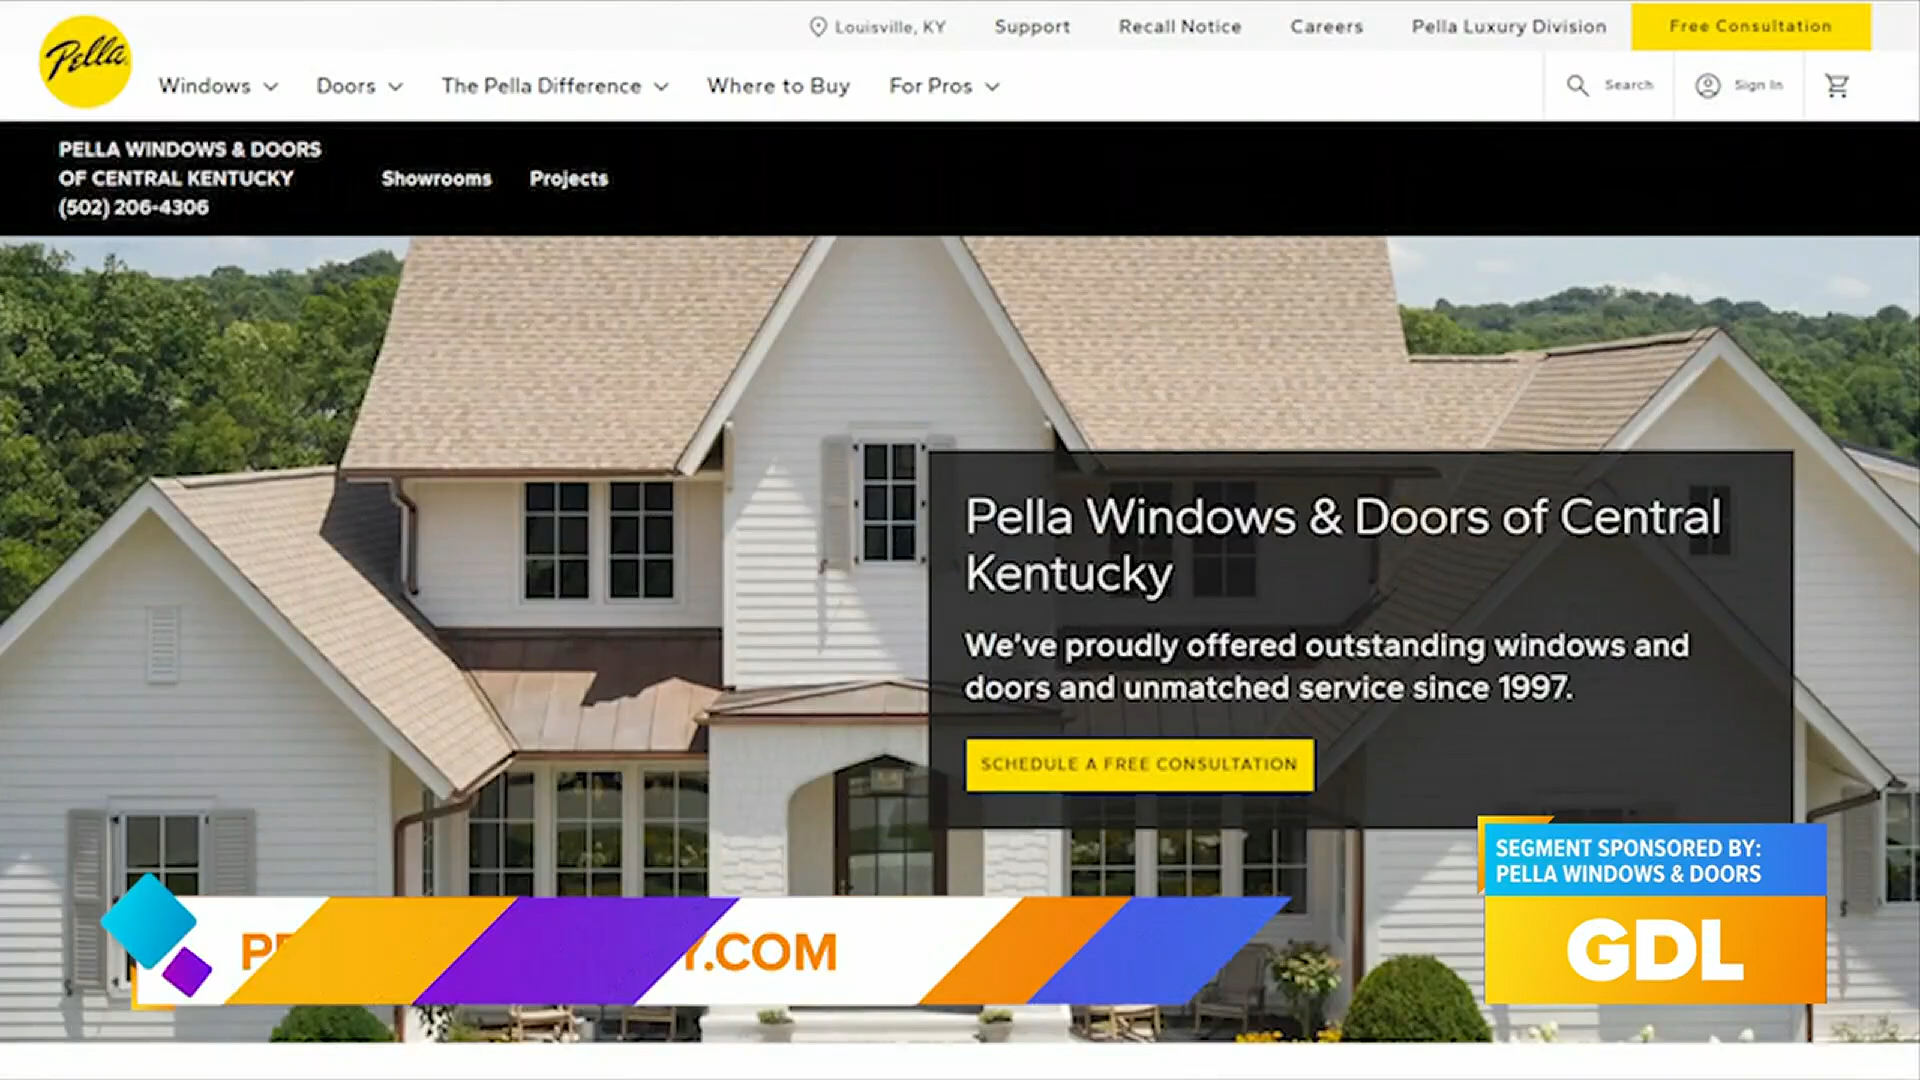 Pella
Louisville, KY
Support
Recall Notice
Careers
Pella Luxury Division
Free Consultation
Windows
Doors
The Pella Difference
Where to Buy
For Pros
Search
Sign In
PELLA WINDOWS & DOORS
OF CENTRAL KENTUCKY
(502) 206-4306
Showrooms
Projects
Pella Windows & Doors of Central
Kentucky
We've proudly offered outstanding windows and
doors and unmatched service since 1997.
SCHEDULE A FREE CONSULTATION
SEGMENT SPONSORED BY:
PELLA WINDOWS & DOORS
GDL
.COM